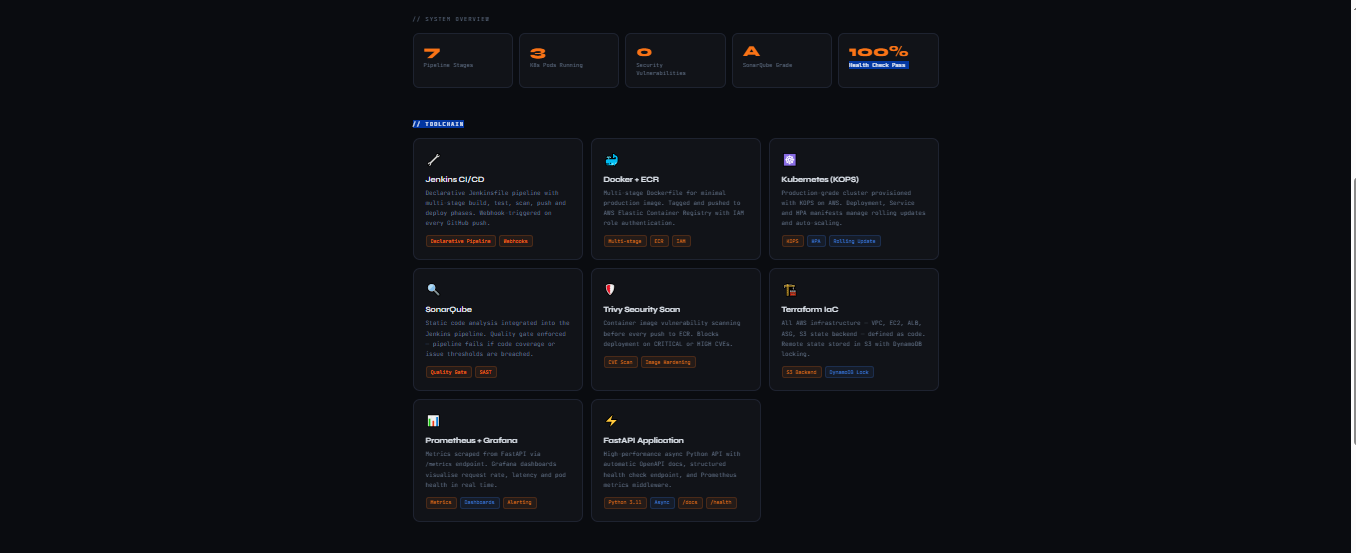 // SYSTEM OVERVIEW
7
Pipeline Stages
3
K8s Pods Running
0
Security
Vulnerabilities
A
SonarQube Grade
100%
Health Check Pass
// TOOLCHAIN
Jenkins CI/CD
Declarative Jenkinsfile pipeline with
multi-stage build, test, scan, push and
deploy phases. Webhook triggered on
every GitHub push.
Declarative Pipeline
Webhooks
Docker + ECR
Multi-stage Dockerfile for minimal
production image. Tagged and pushed to
AWS Elastic Container Registry with IAM
role authentication.
Multi-stage
ECR
IAM
Kubernetes (KOPS)
Production-grade cluster provisioned
with KOPS on AWS. Deployment, Service
and HPA manifests manage rolling updates
and auto scaling.
KOPS
HPA
Rolling Update
SonarQube
Static code analysis integrated into the
Jenkins pipeline. Quality gate enforced
- pipeline fails if code coverage or
issue thresholds are breached.
Quality Gate
SAST
Trivy Security Scan
Container image vulnerability scanning
before every push to ECR. Blocks
deployment on CRITICAL or HIGH CVEs.
CVE Scan
Image Hardening
Terraform IaC
All AWS infrastructure - VPC, EC2, ALB,
ASG, S3 state backend - defined as code.
Remote state stored in S3 with DynamoDB
locking.
S3 Backend
DynamoDB Lock
Prometheus + Grafana
Metrics scraped from FastAPI via
/metrics endpoint. Grafana dashboards
visualise request rate, latency and pod
health in real time.
Metrics
Dashboards
Alerting
FastAPI Application
High-performance async Python API with
automatic OpenAPI docs, structured
health check endpoint, and Prometheus
metrics middleware.
Python 3.11
Async
/docs
/health